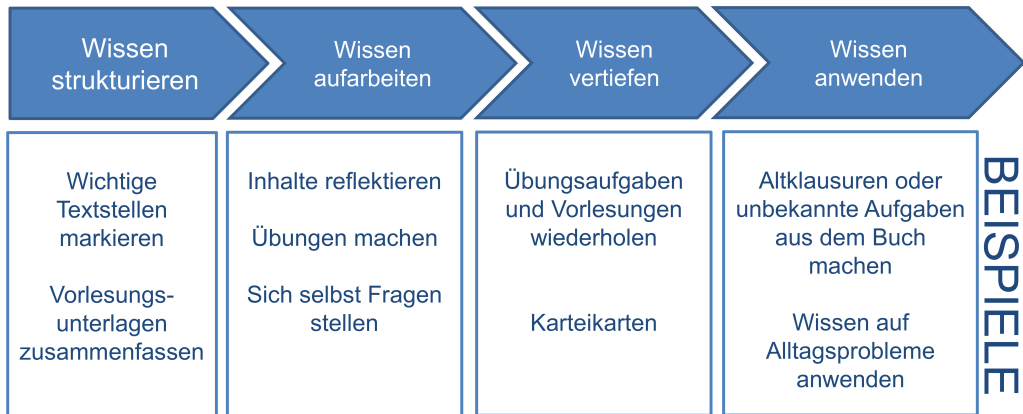 Wissen
strukturieren
Wissen
aufarbeiten
Wissen
vertiefen
Wissen
anwenden
Wichtige
Textstellen
markieren
Vorlesungs-
unterlagen
zusammenfassen
Inhalte reflektieren
Übungen machen
Sich selbst Fragen
stellen
Übungsaufgaben
und Vorlesungen
wiederholen
Karteikarten
Altklausuren oder
unbekannte Aufgaben
aus dem Buch
machen
Wissen auf
Alltagsprobleme
anwenden
BEISPIELE